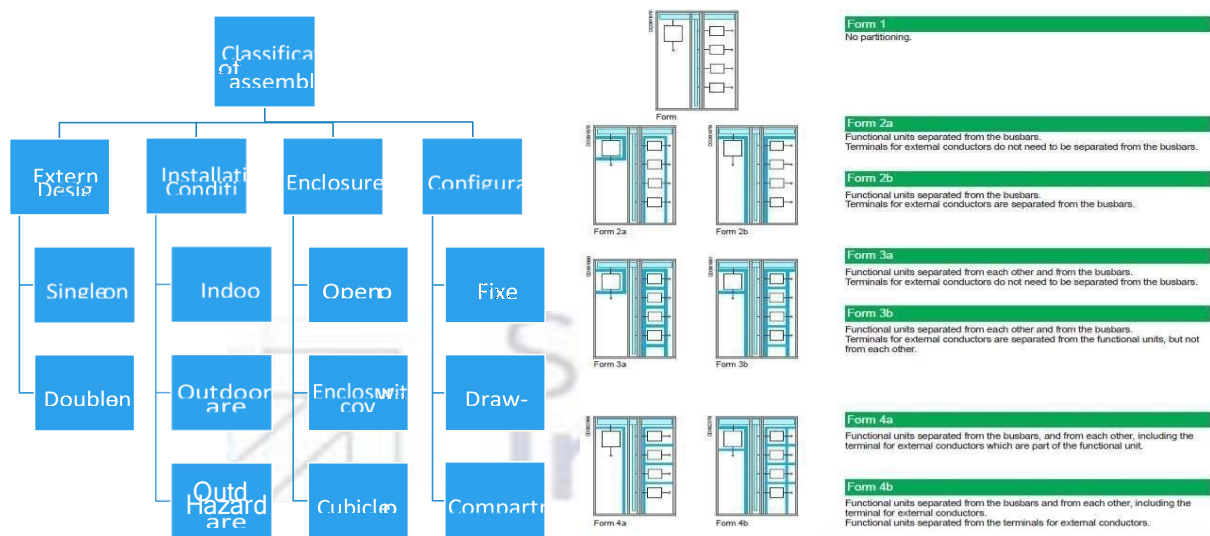 Classificat
of
assembl
Extern
Desig
Installati
Conditi
Enclosure
Configura
Single on
Indoo
Open p
Fixe
Double on
Outdoor
are
Enclosu wit
cov
Draw-
Outd
Hazard
are
Cubicle p
Compartr
Form
Form 2a
Form 2b
Form 3a
Form 3b
Form 4a
Form 4b
Form 1
No partitioning.
Form 2a
Functional units separated from the busbars.
Terminals for external conductors do not need to be separated from the busbars.
Form 2b
Functional units separated from the busbars.
Terminals for external conductors are separated from the busbars.
Form 3a
Functional units separated from each other and from the busbars.
Terminals for external conductors do not need to be separated from the busbars.
Form 3b
Functional units separated from each other and from the busbars.
Terminals for external conductors are separated from the functional units, but not
from each other.
Form 4a
Functional units separated from the busbars, and from each other, including the
terminal for external conductors which are part of the functional unit.
Form 4b
Functional units separated from the busbars and from each other, including the
terminal for external conductors.
Functional units separated from the terminals for external conductors.